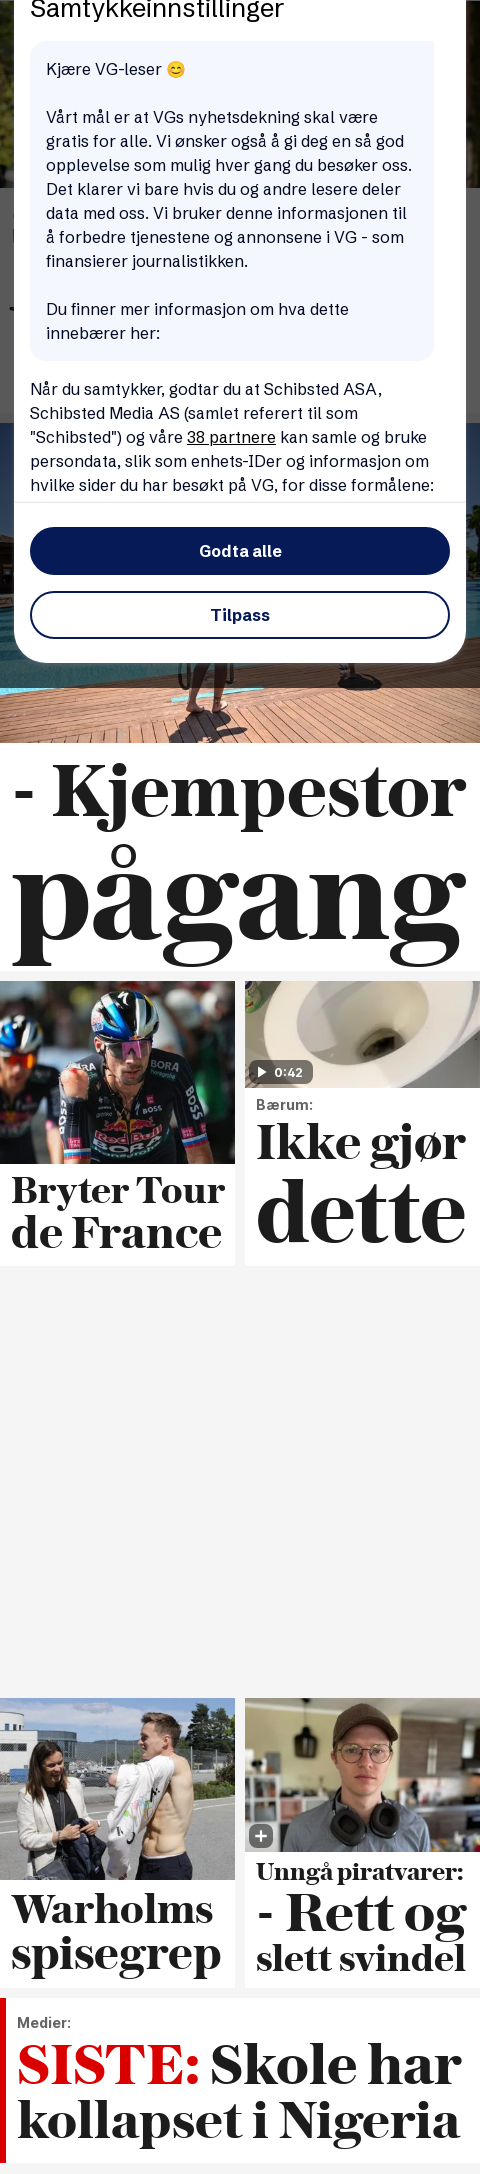 Samtykkeinnstillinger
Kjære VG-leser 😊
Vårt mål er at VGs nyhetsdekning skal være
gratis for alle. Vi ønsker også å gi deg en så god
opplevelse som mulig hver gang du besøker oss.
Det klarer vi bare hvis du og andre lesere deler
data med oss. Vi bruker denne informasjonen til
å forbedre tjenestene og annonsene i VG - som
finansierer journalistikken.
Du finner mer informasjon om hva dette
innebærer her:
Når du samtykker, godtar du at Schibsted ASA,
Schibsted Media AS (samlet referert til som
"Schibsted") og våre 38 partnere kan samle og bruke
persondata, slik som enhets-IDer og informasjon om
hvilke sider du har besøkt på VG, for disse formålene:
Godta alle
Tilpass
- Kjempestor
pågang
BORA
BOSS
BOSS
Red Bull
BORA
hansgrohe
Bryter Tour
de France
0:42
Bærum:
Ikke gjør
dette
Warholms
spisegrep
Unngå piratvarer:
- Rett og
slett svindel
Medier:
SISTE: Skole har
kollapset i Nigeria